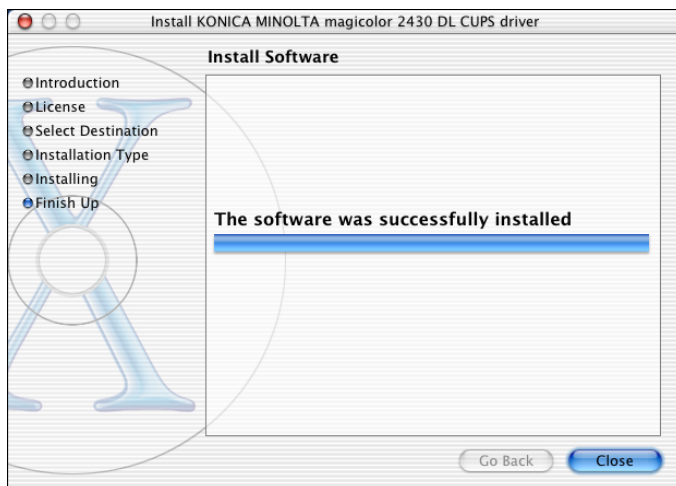 Install KONICA MINOLTA magicolor 2430 DL CUPS driver
Install Software
Introduction
License
Select Destination
Installation Type
Installing
Finish Up
The software was successfully installed
Go Back
Close